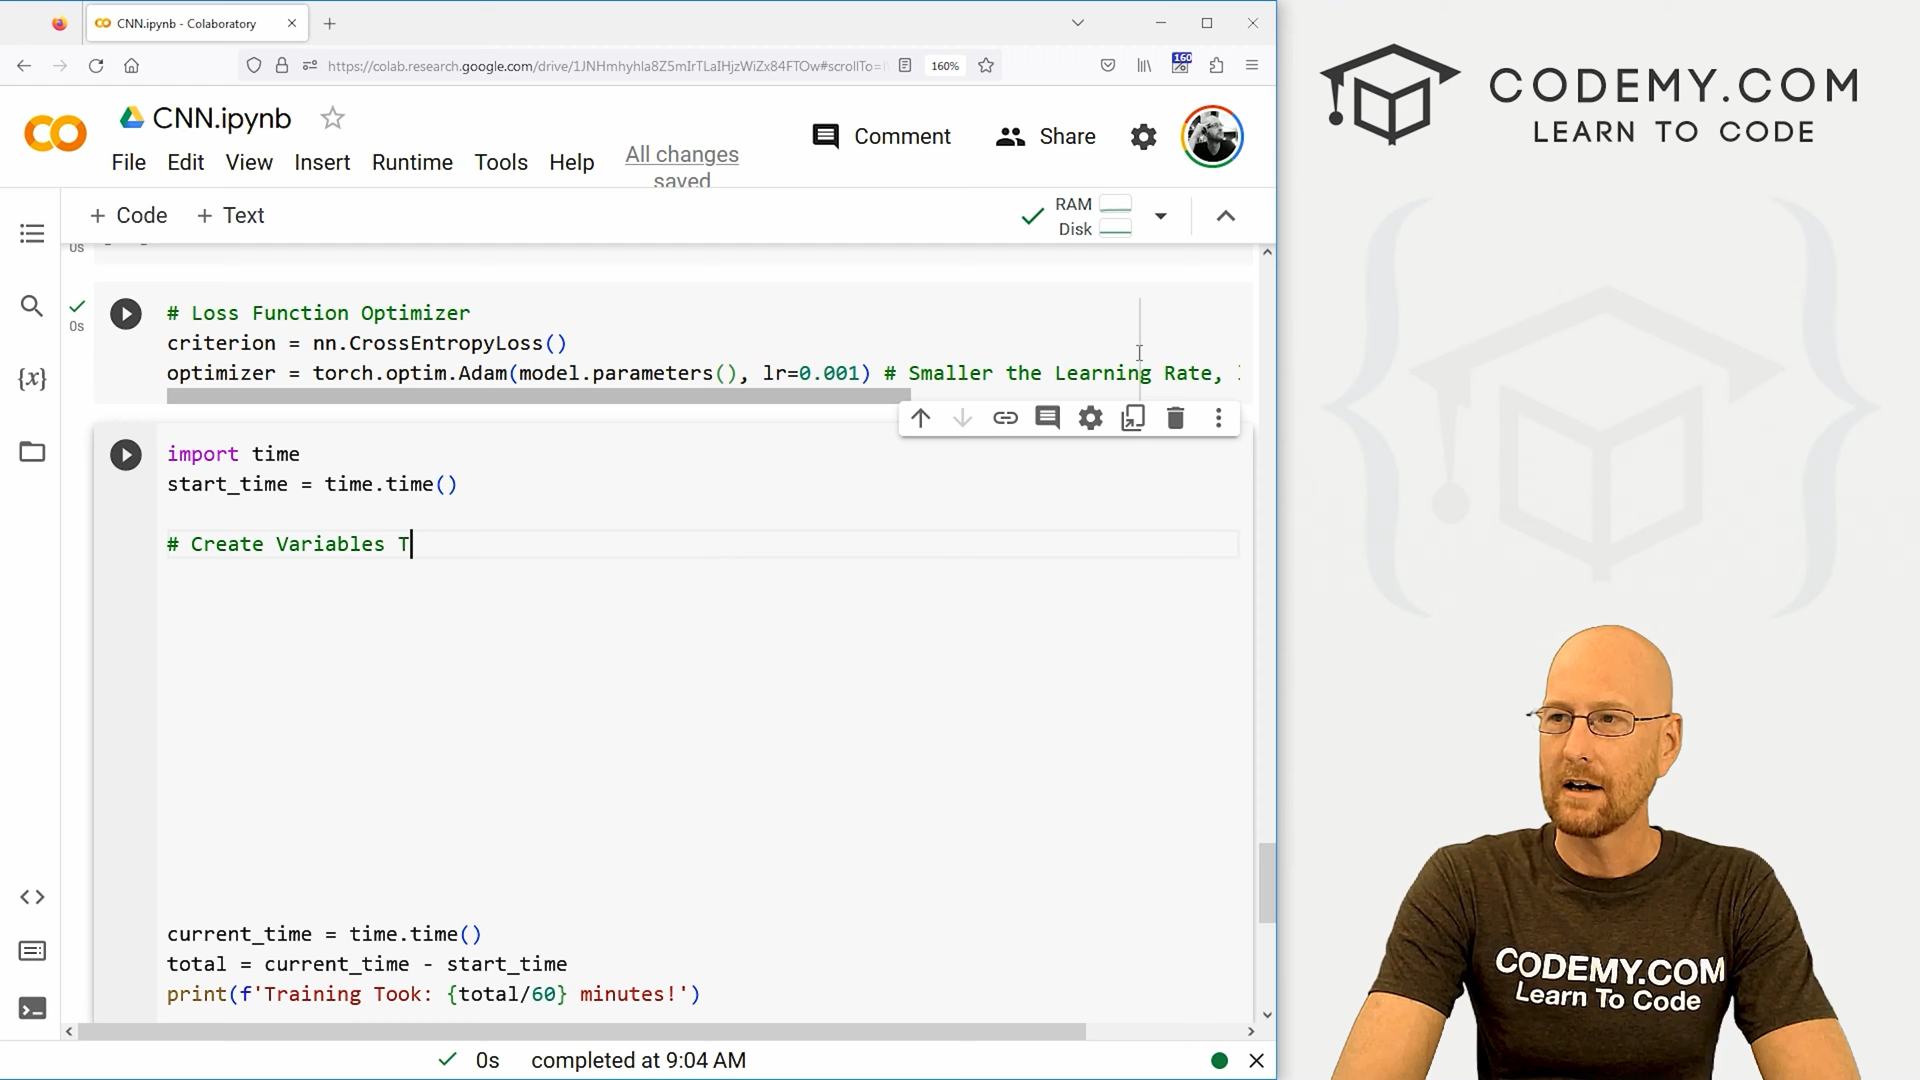 CNN.ipynb - Colaboratory
https://colab.research.google.com/drive/1JNHmhyhla8Z5mIrTLaIHjzWiZx84FTOw#scrollTo=
160%
160
CNN.ipynb
Comment
Share
File Edit View Insert Runtime Tools Help
All changes
saved
+ Code + Text
RAM
Disk
0s
0s
# Loss Function Optimizer
criterion = nn.CrossEntropyLoss()
optimizer = torch.optim.Adam(model.parameters(), lr=0.001) # Smaller the Learning Rate,
import time
start_time = time.time()
# Create Variables T
current_time = time.time()
total = current_time - start_time
print(f'Training Took: {total/60} minutes!')
0s completed at 9:04 AM
CODEMY.COM
LEARN TO CODE
CODEMY.COM
Learn To Code